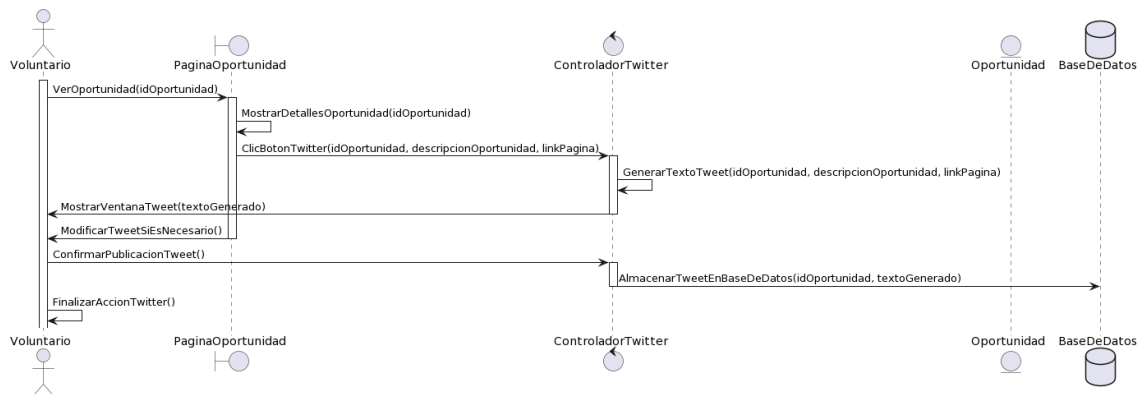 Voluntario PaginaOportunidad ControladorTwitter Oportunidad BaseDeDatos
VerOportunidad(idOportunidad)
MostrarDetallesOportunidad(idOportunidad)
ClicBotonTwitter(idOportunidad, descripcionOportunidad, linkPagina)
GenerarTextoTweet(idOportunidad, descripcionOportunidad, linkPagina)
MostrarVentanaTweet(textoGenerado)
ModificarTweetSiEsNecesario()
ConfirmarPublicacionTweet()
AlmacenarTweetEnBaseDeDatos(idOportunidad, textoGenerado)
FinalizarAccionTwitter()
Voluntario PaginaOportunidad ControladorTwitter Oportunidad BaseDeDatos